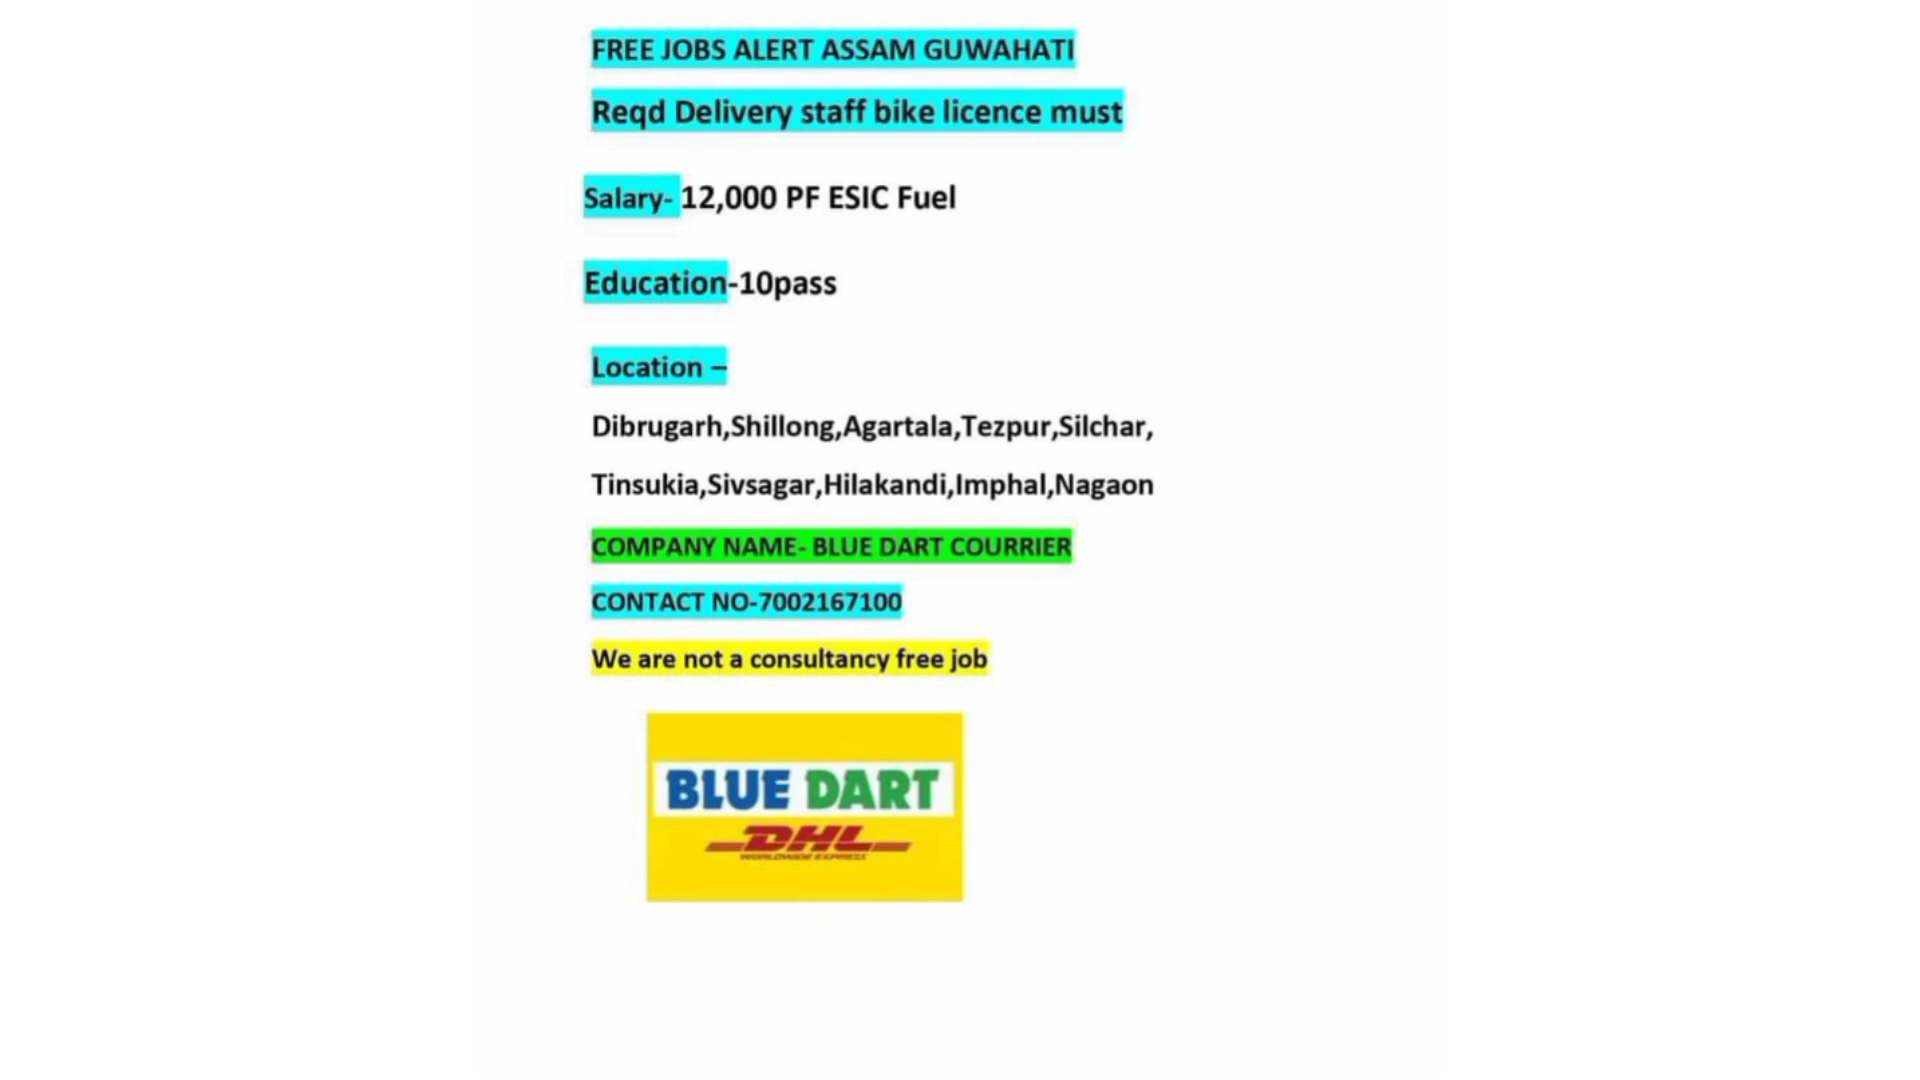 FREE JOBS ALERT ASSAM GUWAHATI
Reqd Delivery staff bike licence must
Salary- 12,000 PF ESIC Fuel
Education-10pass
Location –
Dibrugarh,Shillong,Agartala,Tezpur,Silchar,
Tinsukia,Sivsagar,Hilakandi,Imphal,Nagaon
COMPANY NAME- BLUE DART COURRIER
CONTACT NO-7002167100
We are not a consultancy free job
BLUE DART
DHL
WORLDWIDE EXPRESS